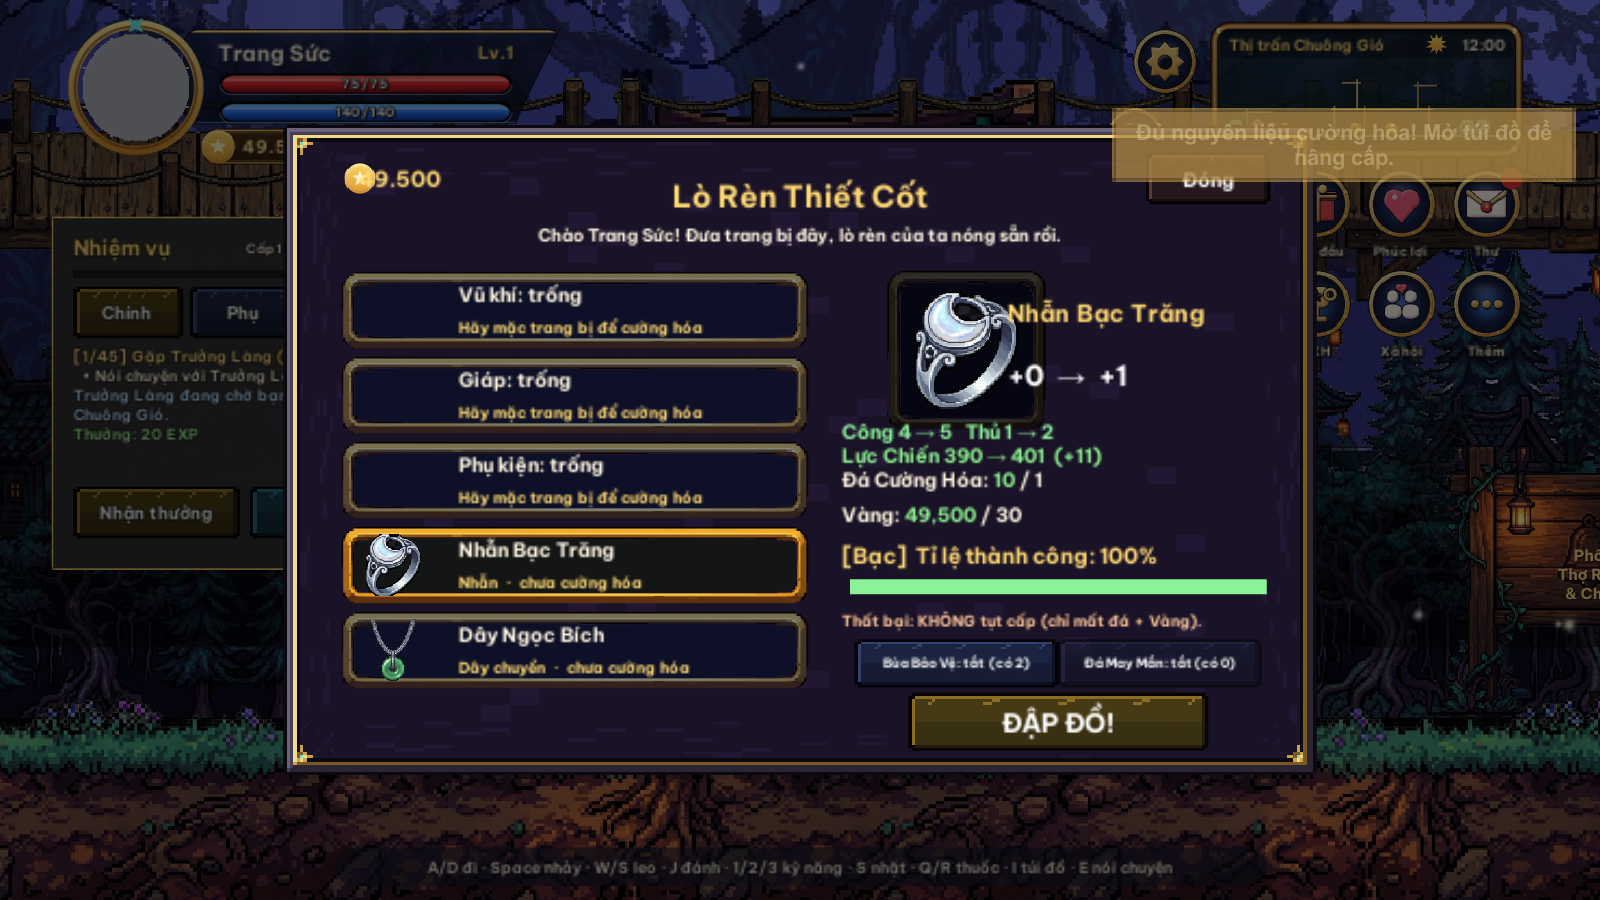 Trang Sức
Lv.1
75/75
140/140
49.5
Thị trấn Chuông Gió
12:00
Đủ nguyên liệu cường hóa! Mở túi đồ để
nâng cấp.
9.500
Lò Rèn Thiết Cốt
Đóng
Chào Trang Sức! Đưa trang bị đây, lò rèn của ta nóng sẵn rồi.
Nhiệm vụ
Cấp 1
Chính
Phụ
[1/45] Gặp Trưởng Làng (
• Nói chuyện với Trưởng L
Trưởng Làng đang chờ bạn
Chuông Gió.
Thưởng: 20 EXP
Nhận thưởng
Vũ khí: trống
Hãy mặc trang bị để cường hóa
Giáp: trống
Hãy mặc trang bị để cường hóa
Phụ kiện: trống
Hãy mặc trang bị để cường hóa
Nhẫn Bạc Trăng
Nhẫn - chưa cường hóa
Dây Ngọc Bích
Dây chuyền - chưa cường hóa
Nhẫn Bạc Trăng
+0 → +1
Công 4 → 5 Thủ 1 → 2
Lực Chiến 390 → 401 (+11)
Đá Cường Hóa: 10 / 1
Vàng: 49,500 / 30
[Bạc] Tỉ lệ thành công: 100%
Thất bại: KHÔNG tụt cấp (chỉ mất đá + Vàng).
Bùa Bảo Vệ: tắt (có 2)
Đá May Mắn: tắt (có 0)
ĐẬP ĐỒ!
đấu
Phúc lợi
Thư
Xã hội
Thêm
Thợ R
& Ch
A/D đi · Space nhảy · W/S leo · J đánh · 1/2/3 kỹ năng · S nhặt · Q/R thuốc · I túi đồ · E nói chuyện